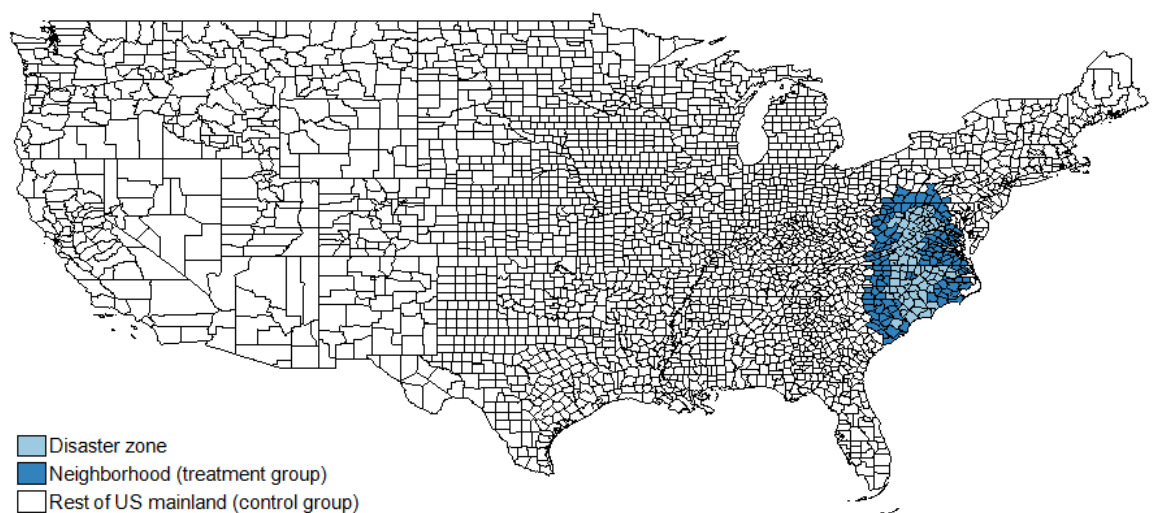 Disaster zone
Neighborhood (treatment group)
Rest of US mainland (control group)